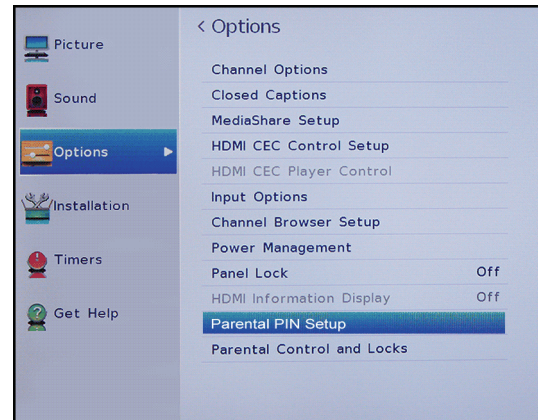 Picture
Sound
Options
Installation
Timers
Get Help
< Options
Channel Options
Closed Captions
MediaShare Setup
HDMI CEC Control Setup
HDMI CEC Player Control
Input Options
Channel Browser Setup
Power Management
Panel Lock Off
HDMI Information Display Off
Parental PIN Setup
Parental Control and Locks